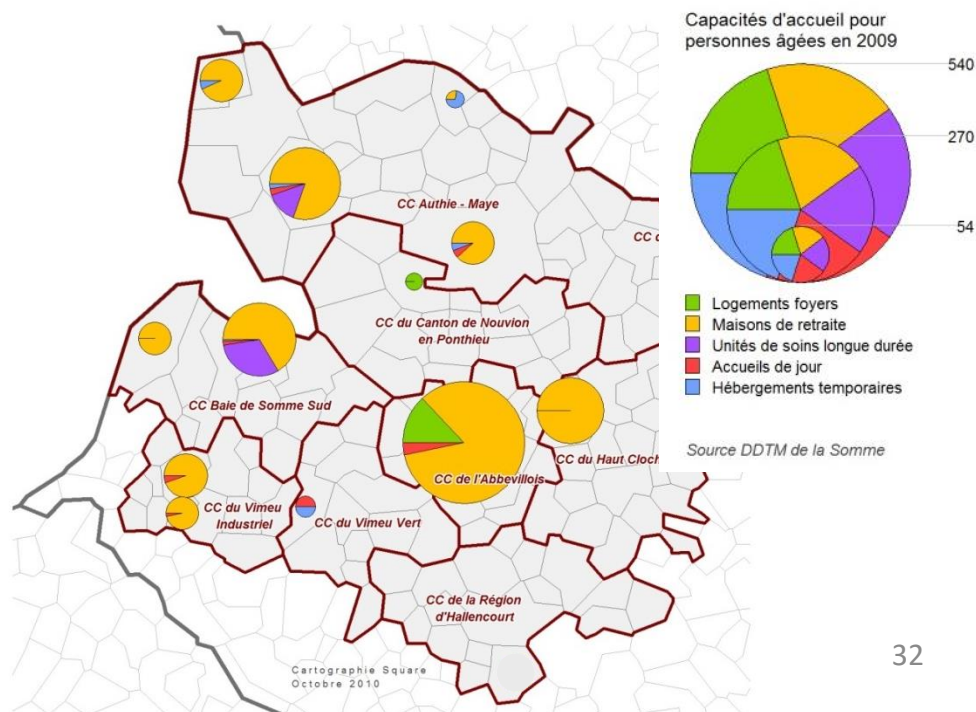 Capacités d'accueil pour
personnes âgées en 2009
540
270
54
Logements foyers
Maisons de retraite
Unités de soins longue durée
Accueils de jour
Hébergements temporaires
Source DDTM de la Somme
CC Authie - Maye
CC d
CC du Canton de Nouvion
en Ponthieu
CC Baie de Somme Sud
CC de l'Abbevillois
CC du Haut Cloch
CC du Vimeu
Industriel
CC du Vimeu Vert
CC de la Région
d'Hallencourt
Cartographie Square
Octobre 2010
32